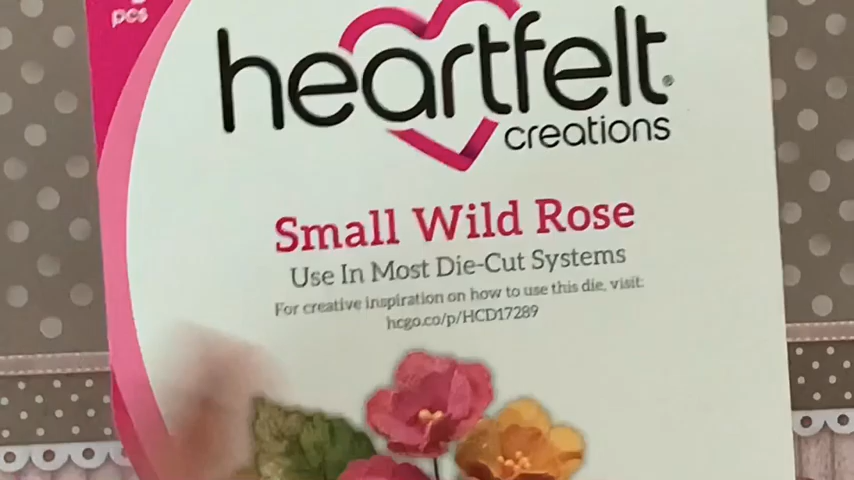 pcs
heartfelt®
creations
Small Wild Rose
Use In Most Die-Cut Systems
For creative inspiration on how to use this die, visit:
hcgo.co/p/HCD17289